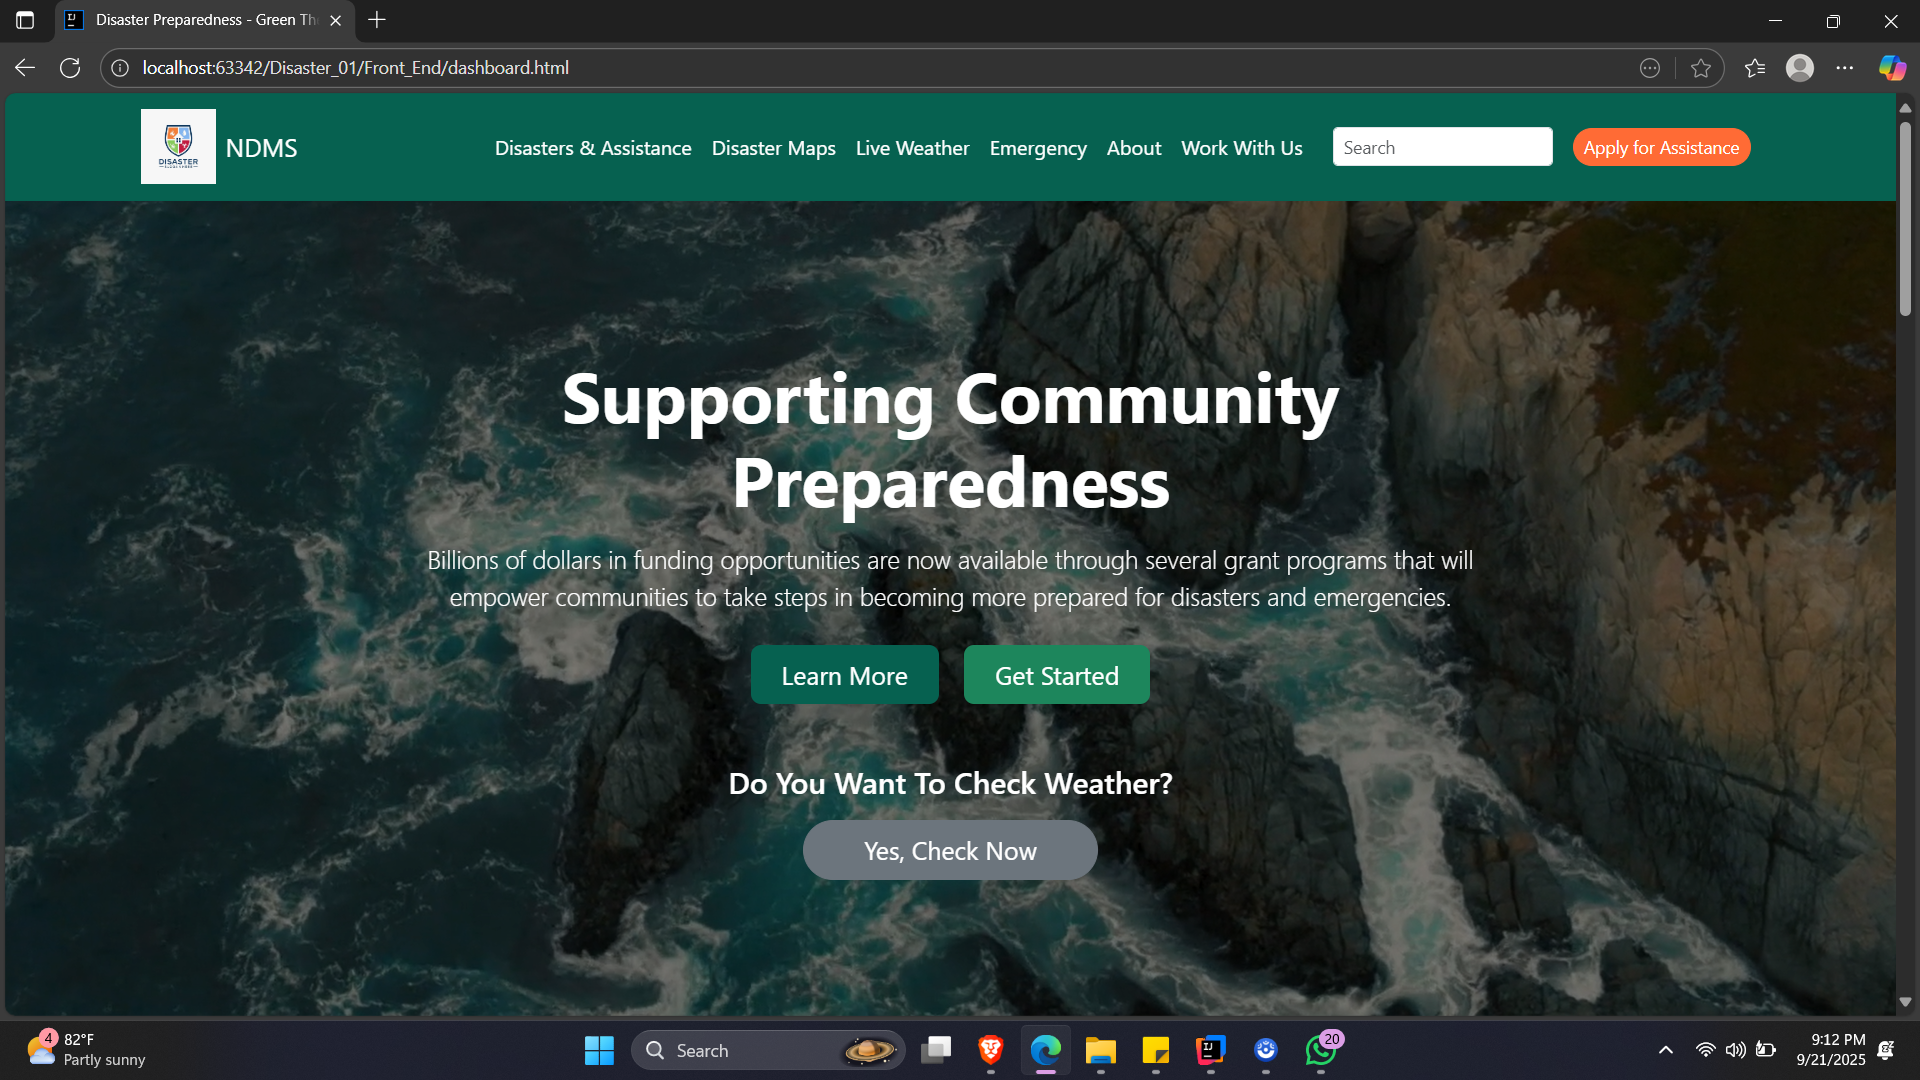 Disaster Preparedness - Green Th
localhost:63342/Disaster_01/Front_End/dashboard.html
DISASTER
NDMS
Disasters & Assistance
Disaster Maps
Live Weather
Emergency
About
Work With Us
Search
Apply for Assistance
Supporting Community
Preparedness
Billions of dollars in funding opportunities are now available through several grant programs that will
empower communities to take steps in becoming more prepared for disasters and emergencies.
Learn More
Get Started
Do You Want To Check Weather?
Yes, Check Now
4
82°F
Partly sunny
Search
IJ
20
9:12 PM
9/21/2025